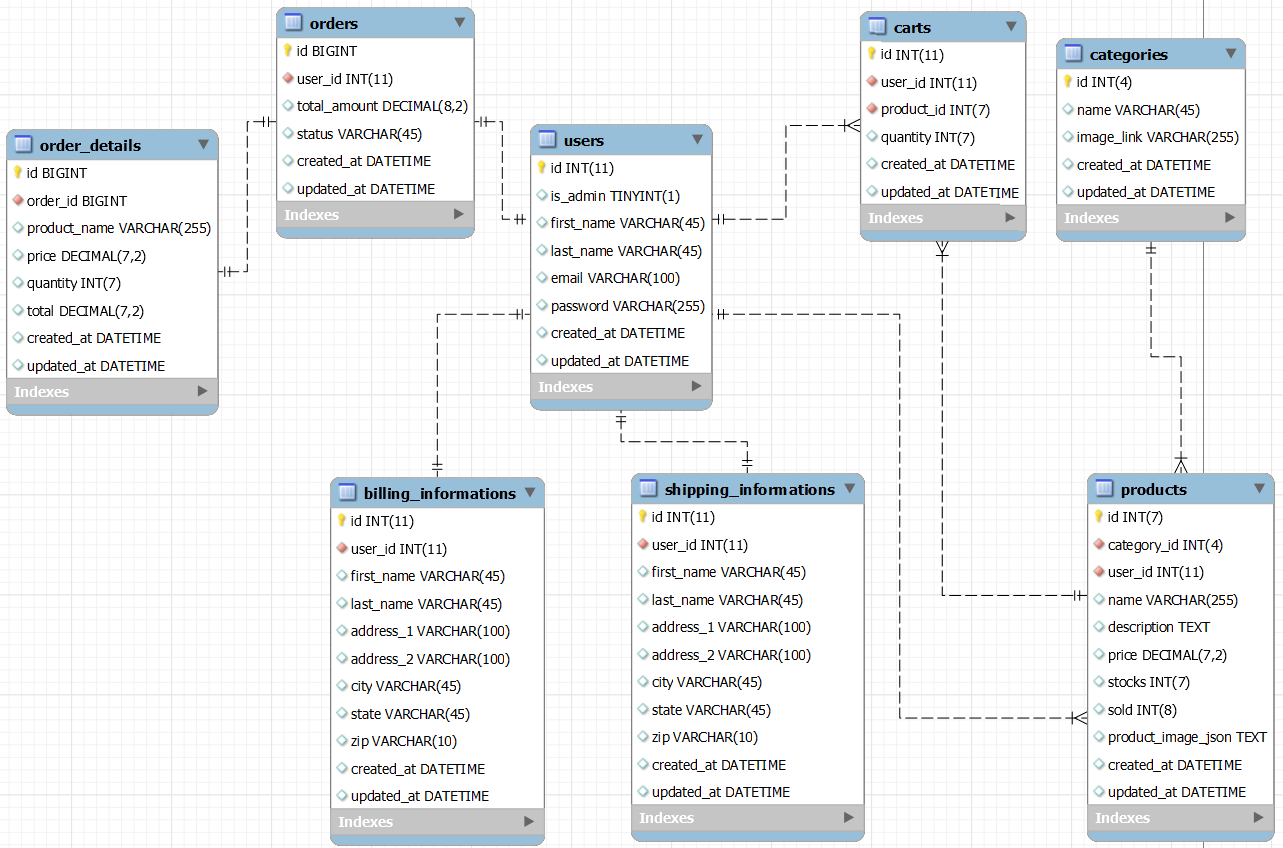 orders
id BIGINT
user_id INT(11)
total_amount DECIMAL(8,2)
status VARCHAR(45)
created_at DATETIME
updated_at DATETIME
Indexes
carts
id INT(11)
user_id INT(11)
product_id INT(7)
quantity INT(7)
created_at DATETIME
updated_at DATETIME
Indexes
categories
id INT(4)
name VARCHAR(45)
image_link VARCHAR(255)
created_at DATETIME
updated_at DATETIME
Indexes
order_details
id BIGINT
order_id BIGINT
product_name VARCHAR(255)
price DECIMAL(7,2)
quantity INT(7)
total DECIMAL(7,2)
created_at DATETIME
updated_at DATETIME
Indexes
users
id INT(11)
is_admin TINYINT(1)
first_name VARCHAR(45)
last_name VARCHAR(45)
email VARCHAR(100)
password VARCHAR(255)
created_at DATETIME
updated_at DATETIME
Indexes
billing_informations
id INT(11)
user_id INT(11)
first_name VARCHAR(45)
last_name VARCHAR(45)
address_1 VARCHAR(100)
address_2 VARCHAR(100)
city VARCHAR(45)
state VARCHAR(45)
zip VARCHAR(10)
created_at DATETIME
updated_at DATETIME
Indexes
shipping_informations
id INT(11)
user_id INT(11)
first_name VARCHAR(45)
last_name VARCHAR(45)
address_1 VARCHAR(100)
address_2 VARCHAR(100)
city VARCHAR(45)
state VARCHAR(45)
zip VARCHAR(10)
created_at DATETIME
updated_at DATETIME
Indexes
products
id INT(7)
category_id INT(4)
user_id INT(11)
name VARCHAR(255)
description TEXT
price DECIMAL(7,2)
stocks INT(7)
sold INT(8)
product_image_json TEXT
created_at DATETIME
updated_at DATETIME
Indexes